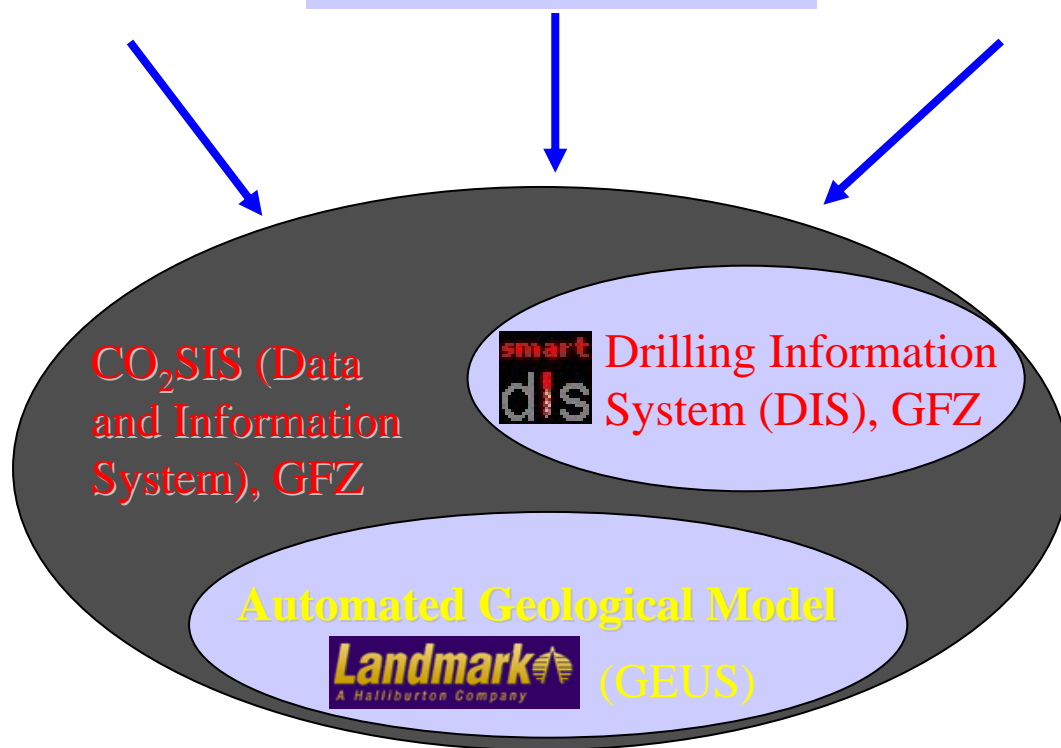 CO₂SIS (Data
and Information
System), GFZ
smart
dis
Drilling Information
System (DIS), GFZ
Automated Geological Model
Landmark
A Halliburton Company
(GEUS)